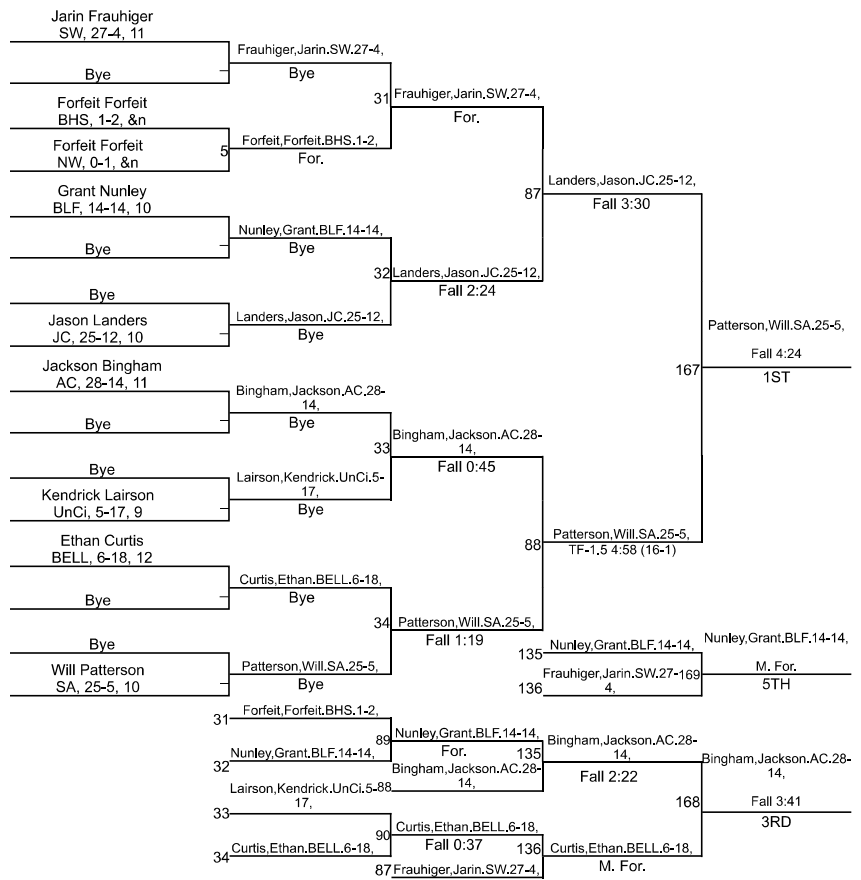 Jarin Frauhiger
SW, 27-4, 11
Bye
Frauhiger,Jarin.SW.27-4,
Bye
Forfeit Forfeit
BHS, 1-2, &n
Forfeit Forfeit
NW, 0-1, &n
5
Forfeit,Forfeit.BHS.1-2,
For.
31
Frauhiger,Jarin.SW.27-4,
For.
Grant Nunley
BLF, 14-14, 10
Bye
Nunley,Grant.BLF.14-14,
Bye
Bye
Jason Landers
JC, 25-12, 10
Landers,Jason.JC.25-12,
Bye
32
Landers,Jason.JC.25-12,
Fall 2:24
87
Landers,Jason.JC.25-12,
Fall 3:30
Jackson Bingham
AC, 28-14, 11
Bye
Bingham,Jackson.AC.28-
14,
Bye
Bye
Kendrick Lairson
UnCi, 5-17, 9
Lairson,Kendrick.UnCi.5-
17,
Bye
33
Bingham,Jackson.AC.28-
14,
Fall 0:45
Ethan Curtis
BELL, 6-18, 12
Bye
Curtis,Ethan.BELL.6-18,
Bye
Bye
Will Patterson
SA, 25-5, 10
Patterson,Will.SA.25-5,
Bye
34
Patterson,Will.SA.25-5,
Fall 1:19
88
Patterson,Will.SA.25-5,
TF-1.5 4:58 (16-1)
167
Patterson,Will.SA.25-5,
Fall 4:24
1ST
135
Nunley,Grant.BLF.14-14,
136
Frauhiger,Jarin.SW.27-
4,
169
Nunley,Grant.BLF.14-14,
M. For.
5TH
31
Forfeit,Forfeit.BHS.1-2,
32
Nunley,Grant.BLF.14-14,
89
Nunley,Grant.BLF.14-14,
For.
88
Bingham,Jackson.AC.28-
14,
135
Bingham,Jackson.AC.28-
14,
Fall 2:22
33
Lairson,Kendrick.UnCi.5-
17,
34
Curtis,Ethan.BELL.6-18,
90
Curtis,Ethan.BELL.6-18,
Fall 0:37
87
Frauhiger,Jarin.SW.27-4,
136
Curtis,Ethan.BELL.6-18,
M. For.
168
Bingham,Jackson.AC.28-
14,
Fall 3:41
3RD